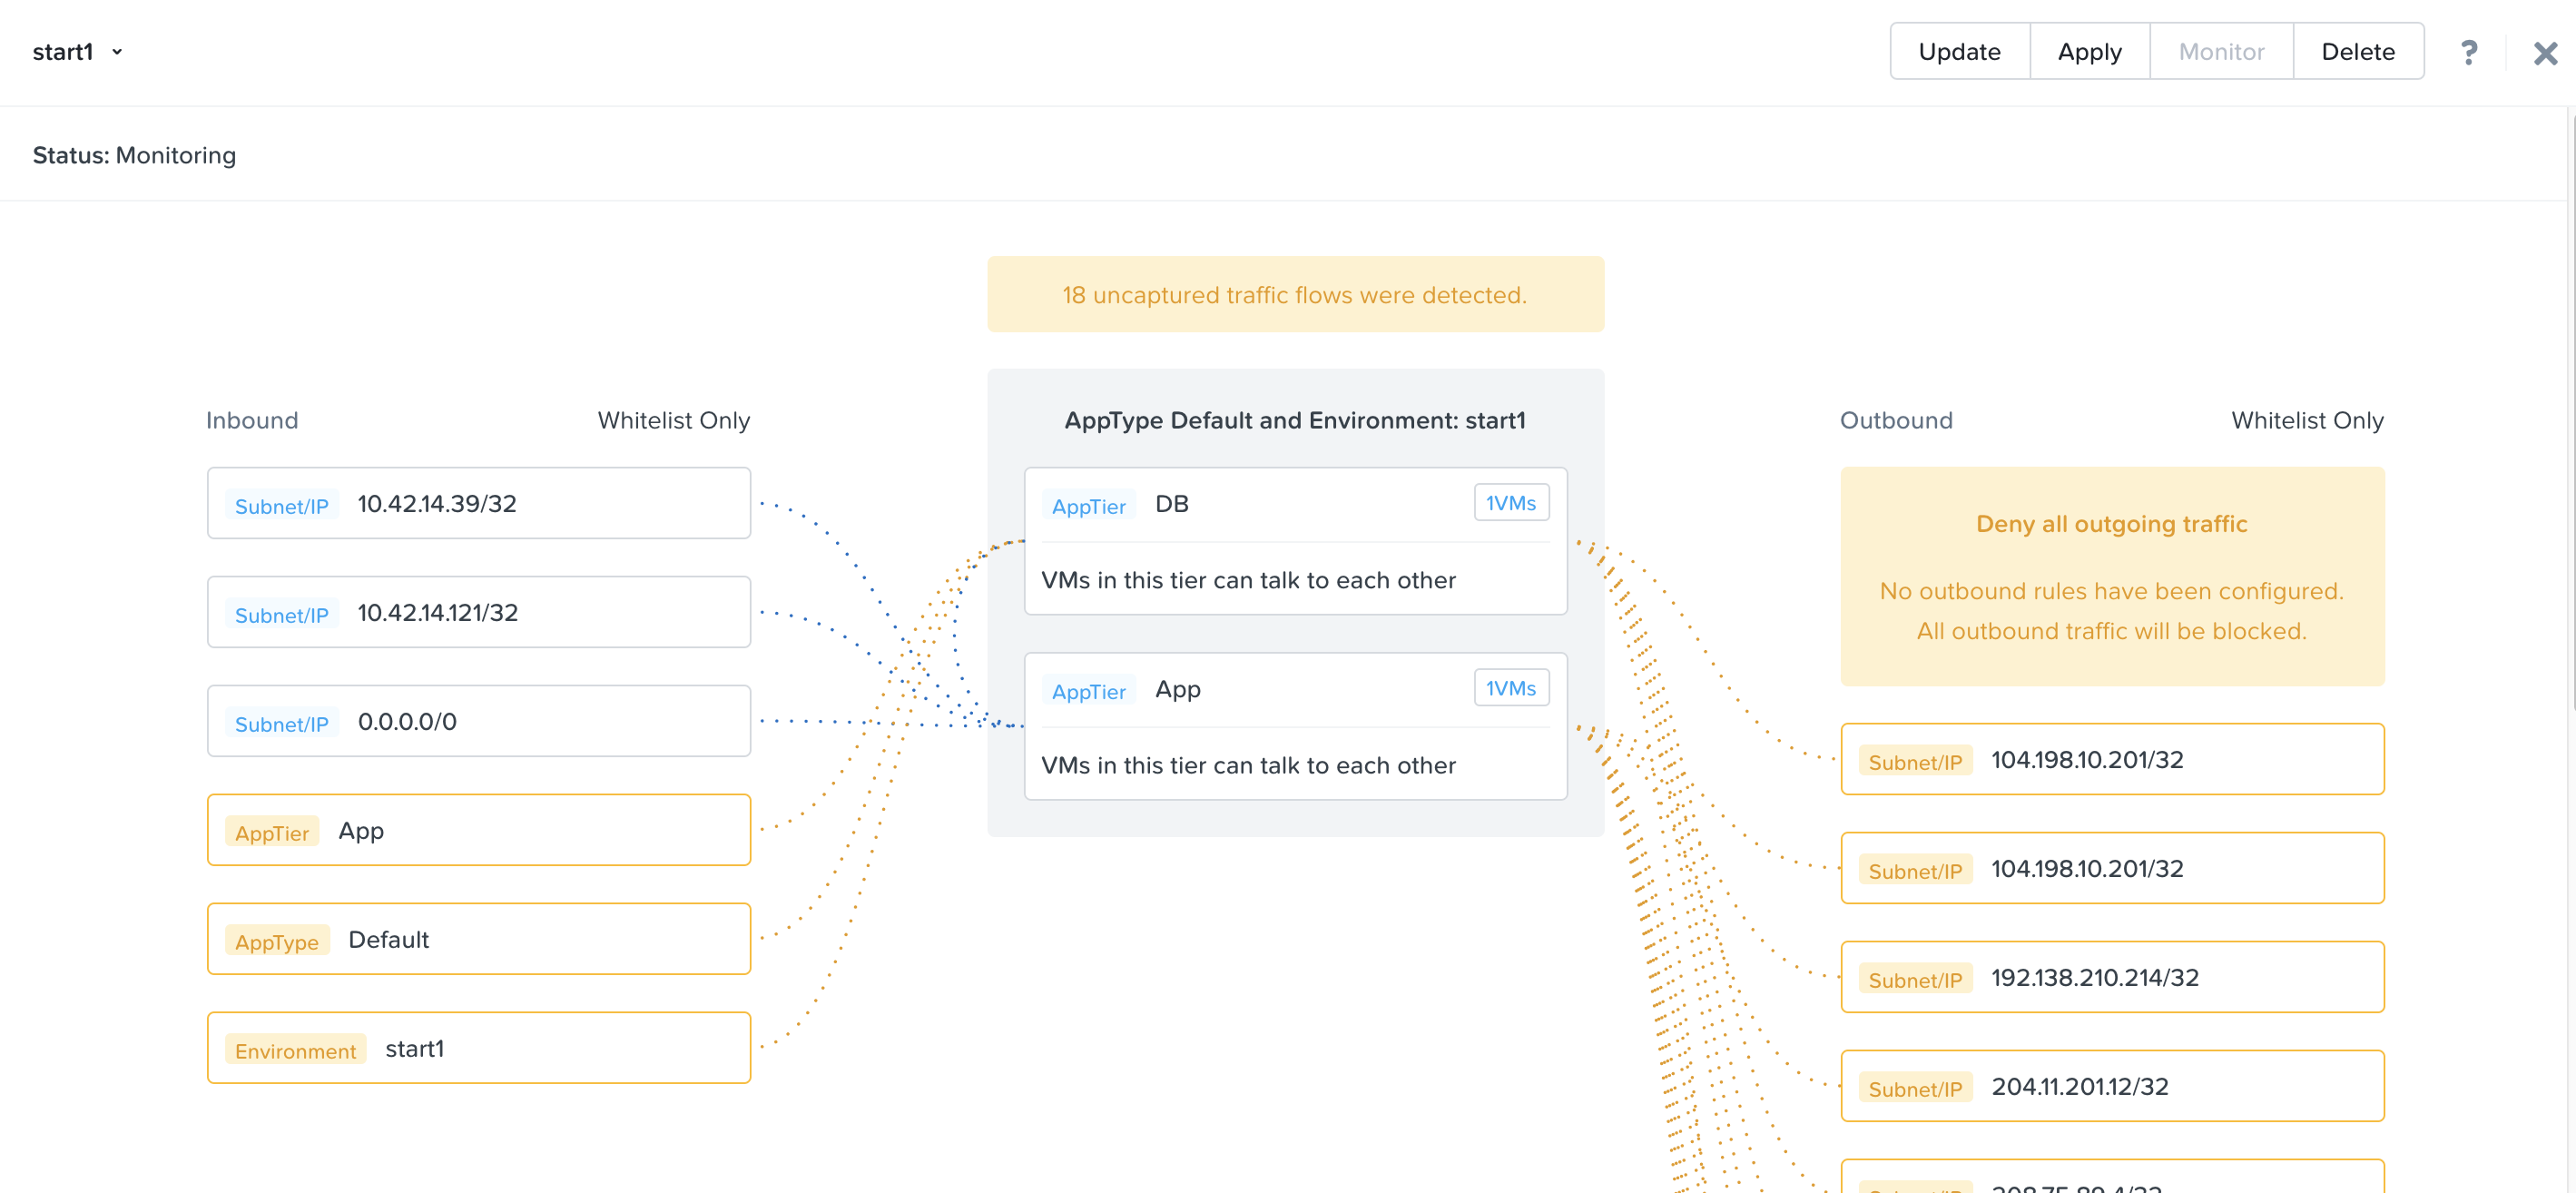 start1
Update
Apply
Monitor
Delete
?
Status: Monitoring
18 uncaptured traffic flows were detected.
Inbound
Whitelist Only
Subnet/IP 10.42.14.39/32
Subnet/IP 10.42.14.121/32
Subnet/IP 0.0.0.0/0
AppTier App
AppType Default
Environment start1
AppType Default and Environment: start1
AppTier DB 1VMs
VMs in this tier can talk to each other
AppTier App 1VMs
VMs in this tier can talk to each other
Outbound
Whitelist Only
Deny all outgoing traffic
No outbound rules have been configured.
All outbound traffic will be blocked.
Subnet/IP 104.198.10.201/32
Subnet/IP 104.198.10.201/32
Subnet/IP 192.138.210.214/32
Subnet/IP 204.11.201.12/32